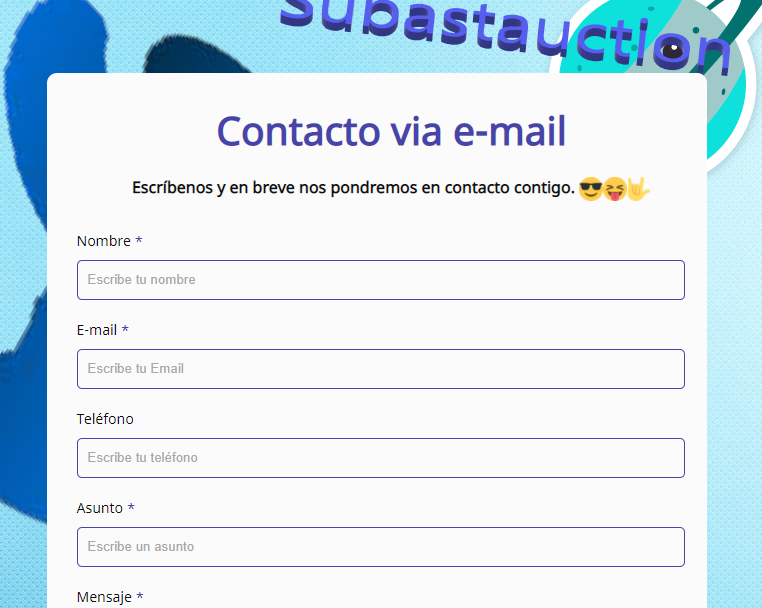 Subastauction
Contacto via e-mail
Escríbenos y en breve nos pondremos en contacto contigo. 😎😝🤟
Nombre *
Escribe tu nombre
E-mail *
Escribe tu Email
Teléfono
Escribe tu teléfono
Asunto *
Escribe un asunto
Mensaje *